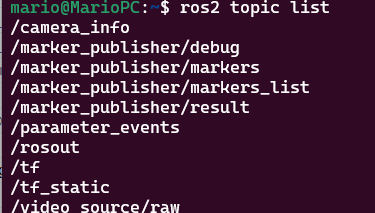 mario@MarioPC:~$ ros2 topic list
/camera_info
/marker_publisher/debug
/marker_publisher/markers
/marker_publisher/markers_list
/marker_publisher/result
/parameter_events
/rosout
/tf
/tf_static
/video_source/raw